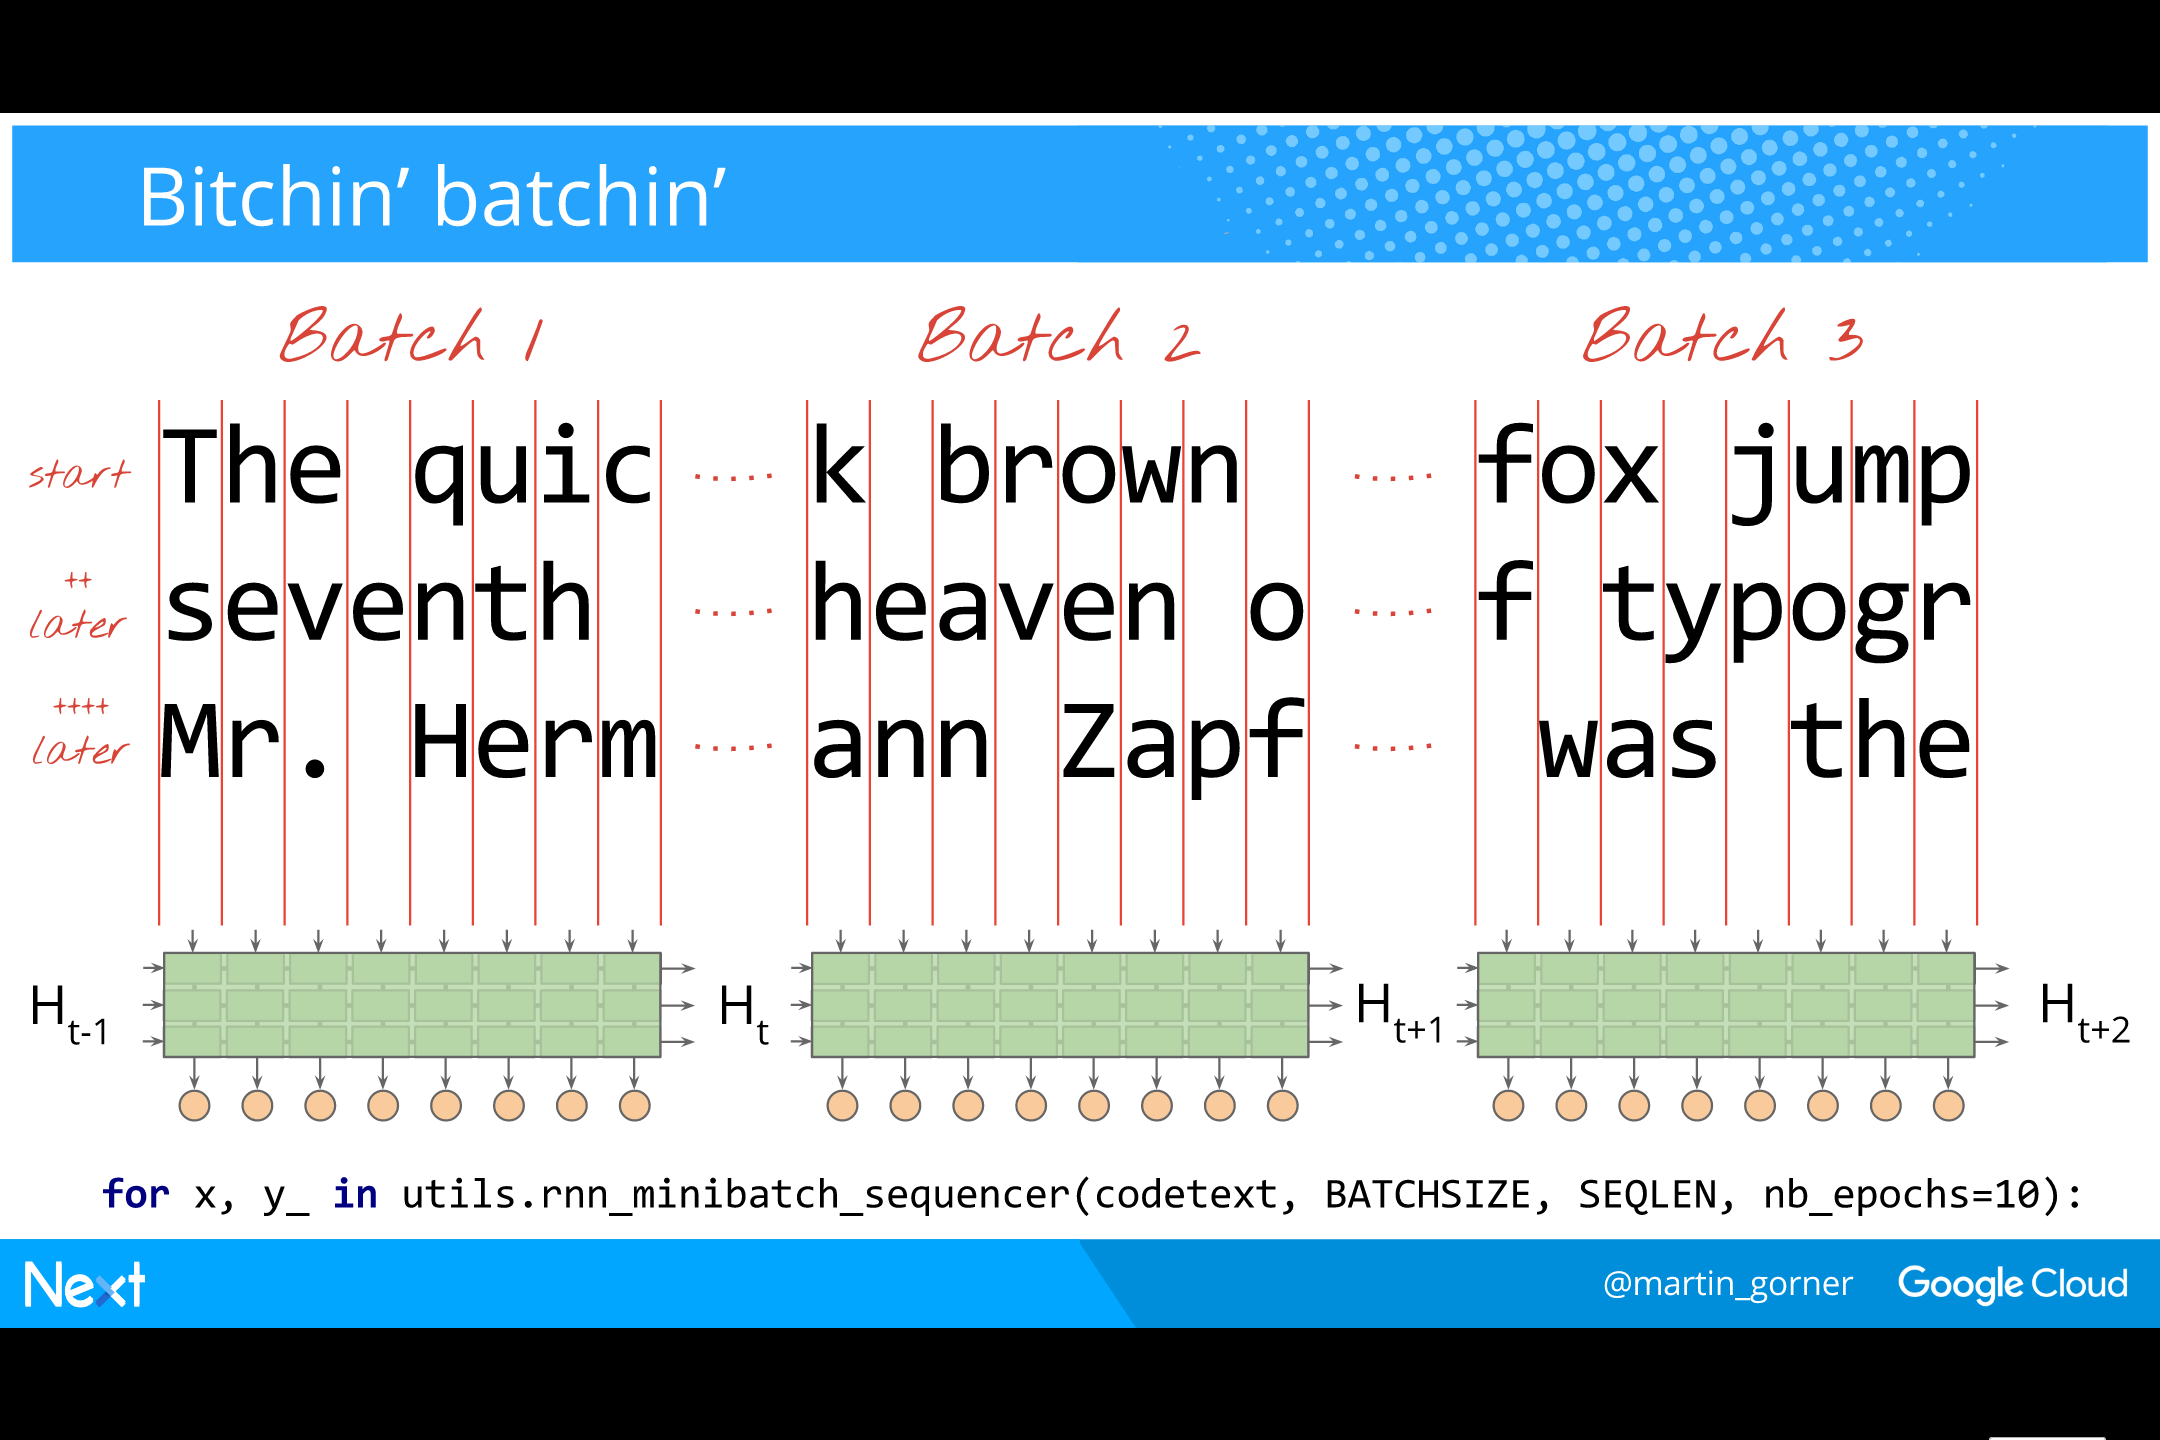 Bitchin’ batchin’
Batch 1 Batch 2 Batch 3
start The quic ..... k brown ..... fox jump
++
later seventh ..... heaven o ..... f typogr
++++
later Mr. Herm ..... ann Zapf ..... was the
Ht-1 Ht Ht+1 Ht+2
for x, y_ in utils.rnn_minibatch_sequencer(codetext, BATCHSIZE, SEQLEN, nb_epochs=10):
Next @martin_gorner Google Cloud